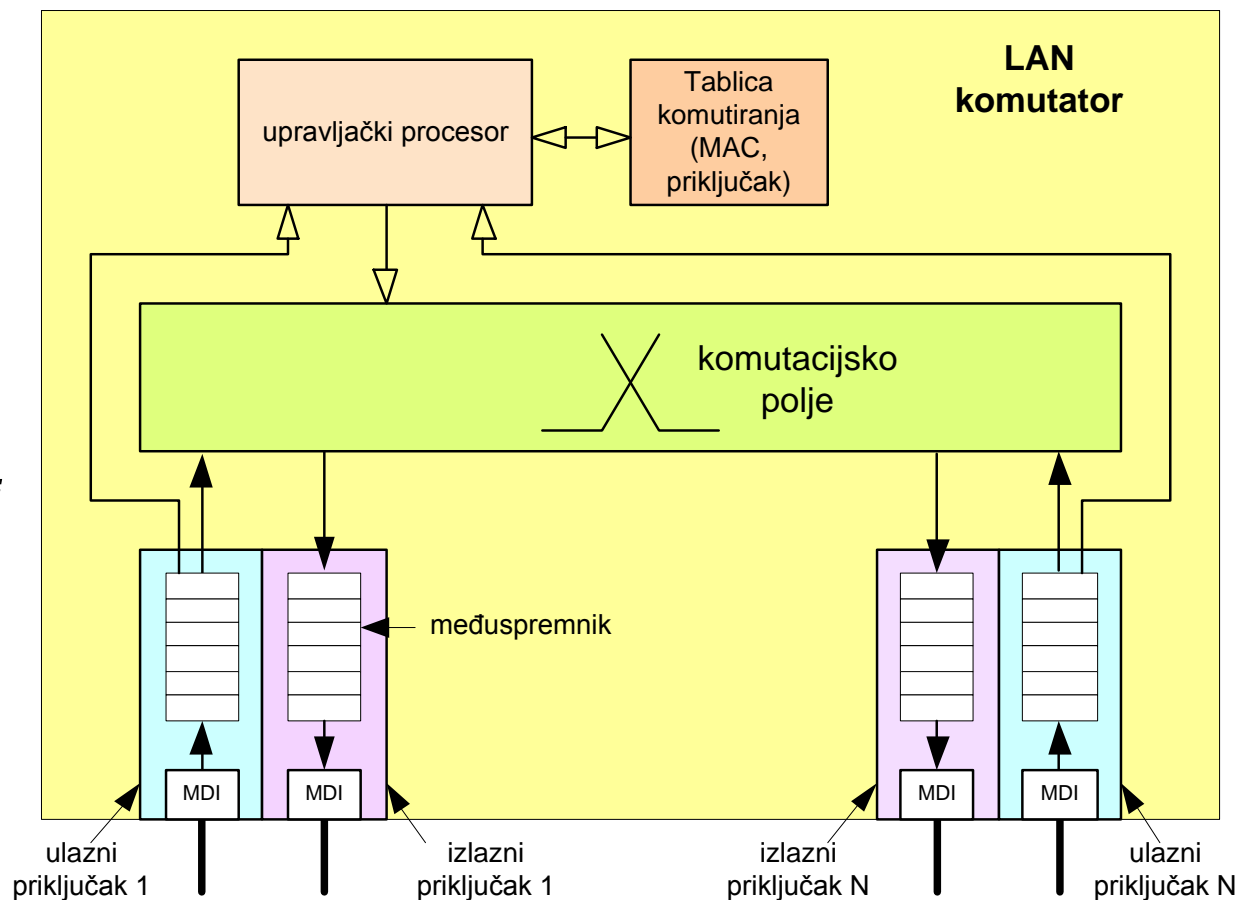 LAN
komutator
upravljački procesor
Tablica
komutiranja
(MAC,
priključak)
komutacijsko
polje
međuspremnik
MDI
MDI
MDI
MDI
ulazni
priključak 1
izlazni
priključak 1
izlazni
priključak N
ulazni
priključak N